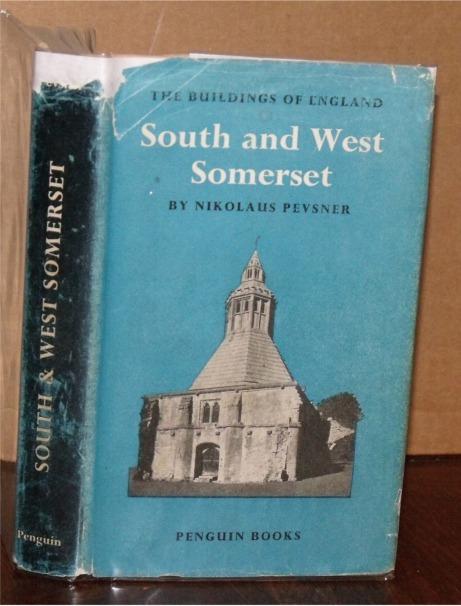 THE BUILDINGS OF ENGLAND
South and West
Somerset
BY NIKOLAUS PEVSNER
PENGUIN BOOKS
SOUTH & WEST SOMERSET
Penguin